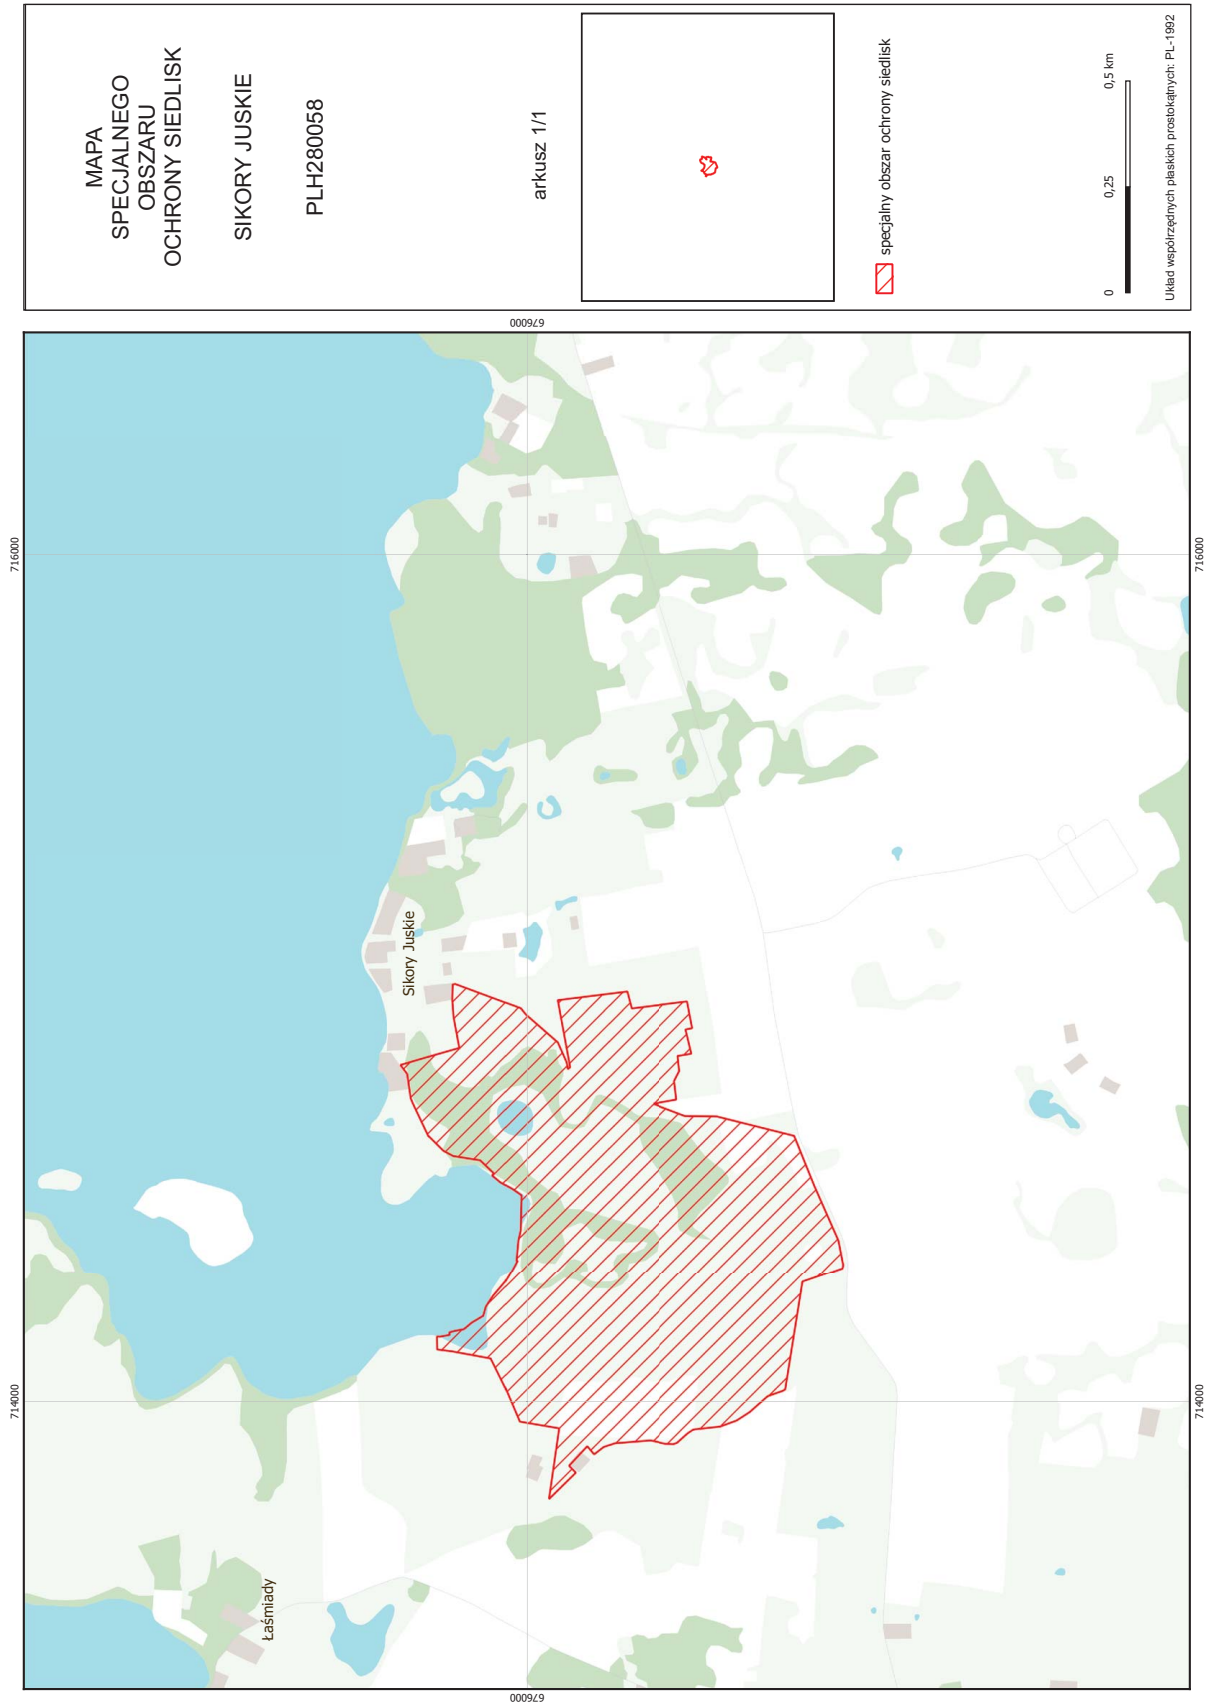 MAPA
SPECJALNEGO
OBSZARU
OCHRONY SIEDLISK
SIKORY JUSKIE
PLH280058
arkusz 1/1
specjalny obszar ochrony siedlisk
0 0,25 0,5 km
Układ współrzędnych płaskich prostokątnych: PL-1992
676000
716000
716000
Sikory Juskie
714000
714000
Łaśmiady
676000